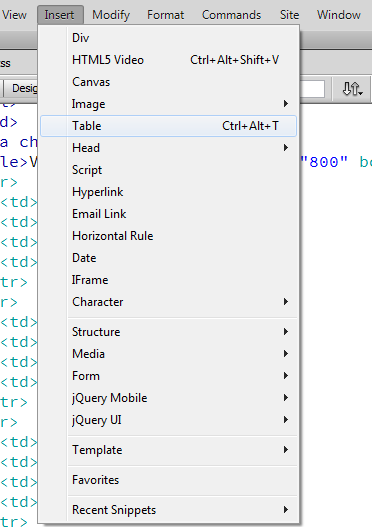 View Insert Modify Format Commands Site Window
ss
Design
Div
HTML5 Video Ctrl+Alt+Shift+V
Canvas
Image
Table Ctrl+Alt+T
Head
Script
Hyperlink
Email Link
Horizontal Rule
Date
IFrame
Character
Structure
Media
Form
jQuery Mobile
jQuery UI
Template
Favorites
Recent Snippets
t>
d>
a ch
le>V "800" bo
r>
<td>
<td>
<td>
<td>
tr>
r>
<td>
<td>
<td>
<td>
tr>
r>
<td>
<td>
<td>
<td>
tr>